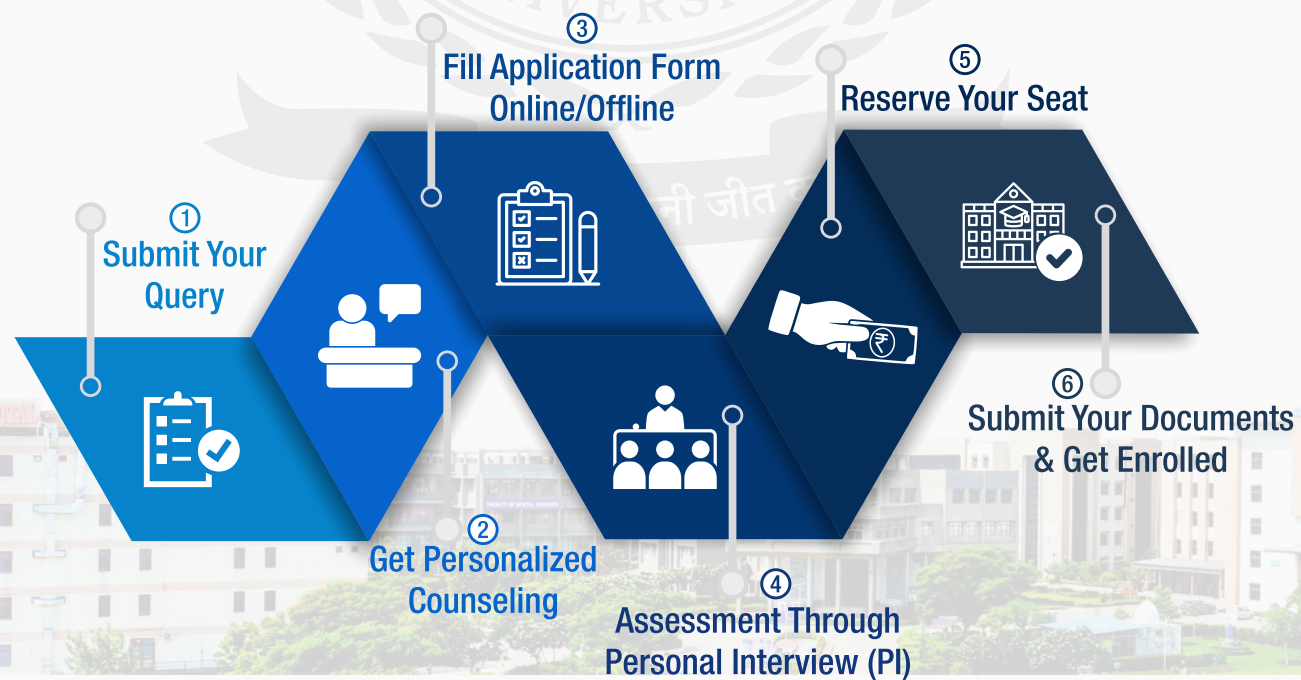 ①
Submit Your
Query
②
Get Personalized
Counseling
③
Fill Application Form
Online/Offline
④
Assessment Through
Personal Interview (PI)
⑤
Reserve Your Seat
⑥
Submit Your Documents
& Get Enrolled
₹
जीत